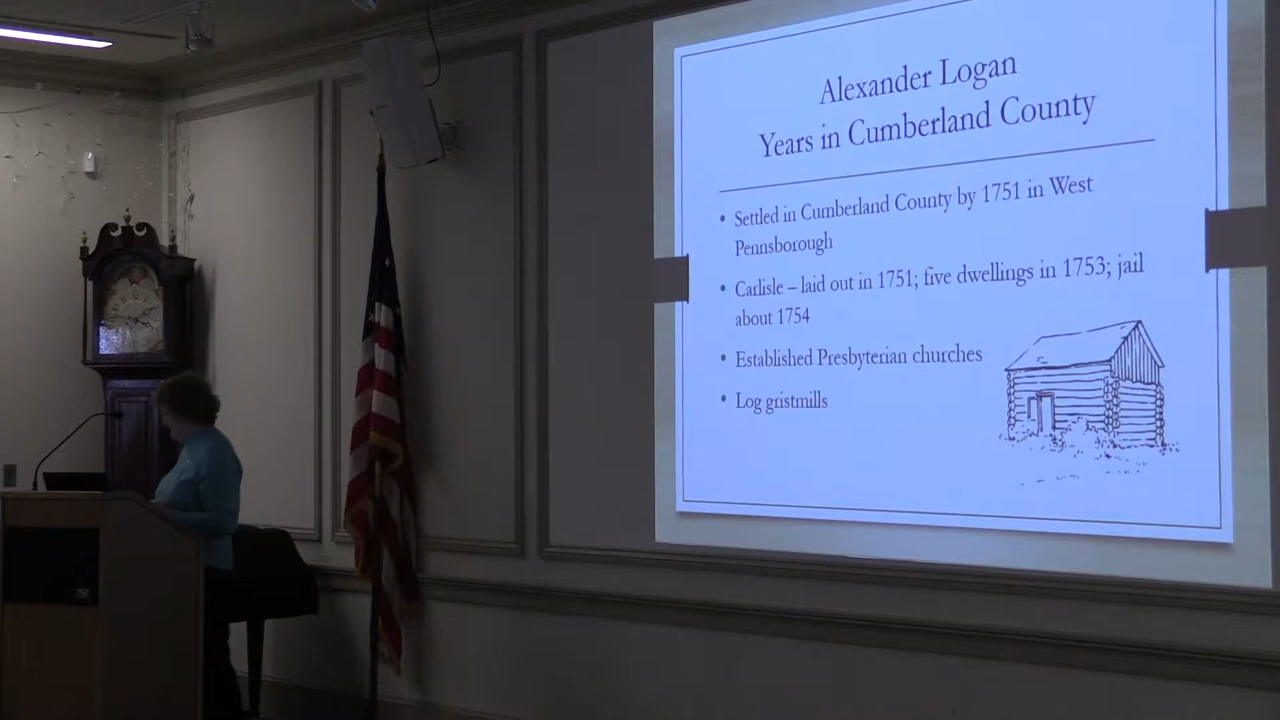 Alexander Logan
Years in Cumberland County
• Settled in Cumberland County by 1751 in West
Pennsborough
• Carlisle – laid out in 1751; five dwellings in 1753; jail
about 1754
• Established Presbyterian churches
• Log gristmills